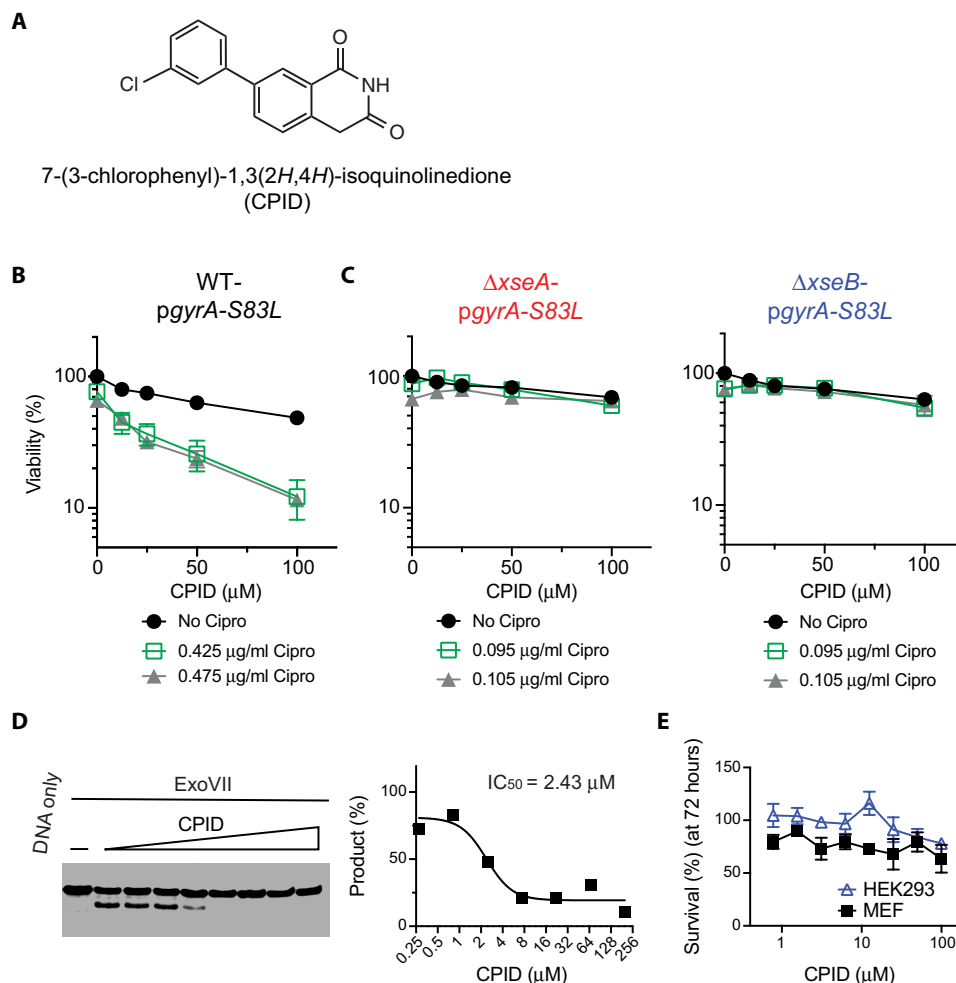 A
Cl
O
NH
O
7-(3-chlorophenyl)-1,3(2H,4H)-isoquinolinedione
(CPID)
B
WT-
pgyrA-S83L
Viability (%)
100
10
0
50
100
CPID (μM)
No Cipro
0.425 μg/ml Cipro
0.475 μg/ml Cipro
C
ΔxseA-
pgyrA-S83L
100
10
0
50
100
CPID (μM)
No Cipro
0.095 μg/ml Cipro
0.105 μg/ml Cipro
ΔxseB-
pgyrA-S83L
100
10
0
50
100
CPID (μM)
No Cipro
0.095 μg/ml Cipro
0.105 μg/ml Cipro
D
DNA only
ExoVII
CPID
IC50 = 2.43 μM
Product (%)
100
50
0
0.25
0.5
1
2
4
8
16
32
64
128
256
CPID (μM)
E
Survival (%) (at 72 hours)
150
100
50
0
HEK293
MEF
1
10
100
CPID (μM)